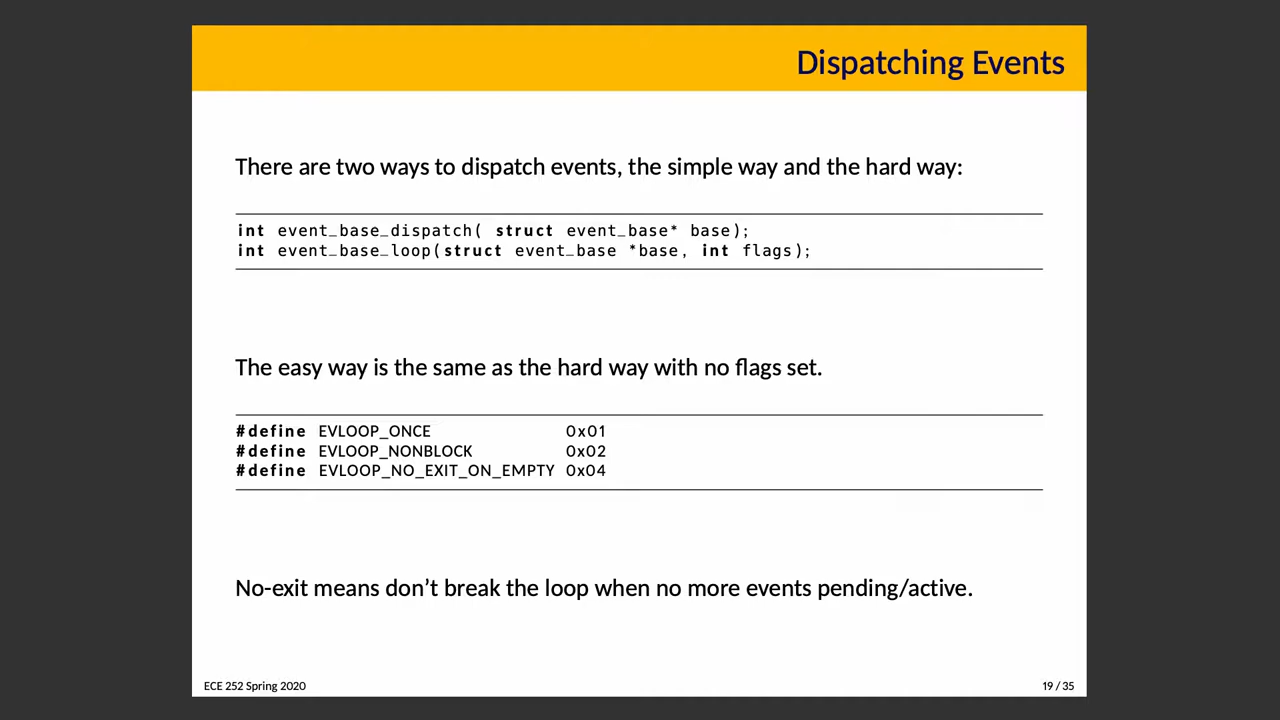 Dispatching Events
There are two ways to dispatch events, the simple way and the hard way:
int event_base_dispatch( struct event_base* base);
int event_base_loop(struct event_base *base, int flags);
The easy way is the same as the hard way with no flags set.
#define EVLOOP_ONCE 0x01
#define EVLOOP_NONBLOCK 0x02
#define EVLOOP_NO_EXIT_ON_EMPTY 0x04
No-exit means don’t break the loop when no more events pending/active.
ECE 252 Spring 2020
19 / 35